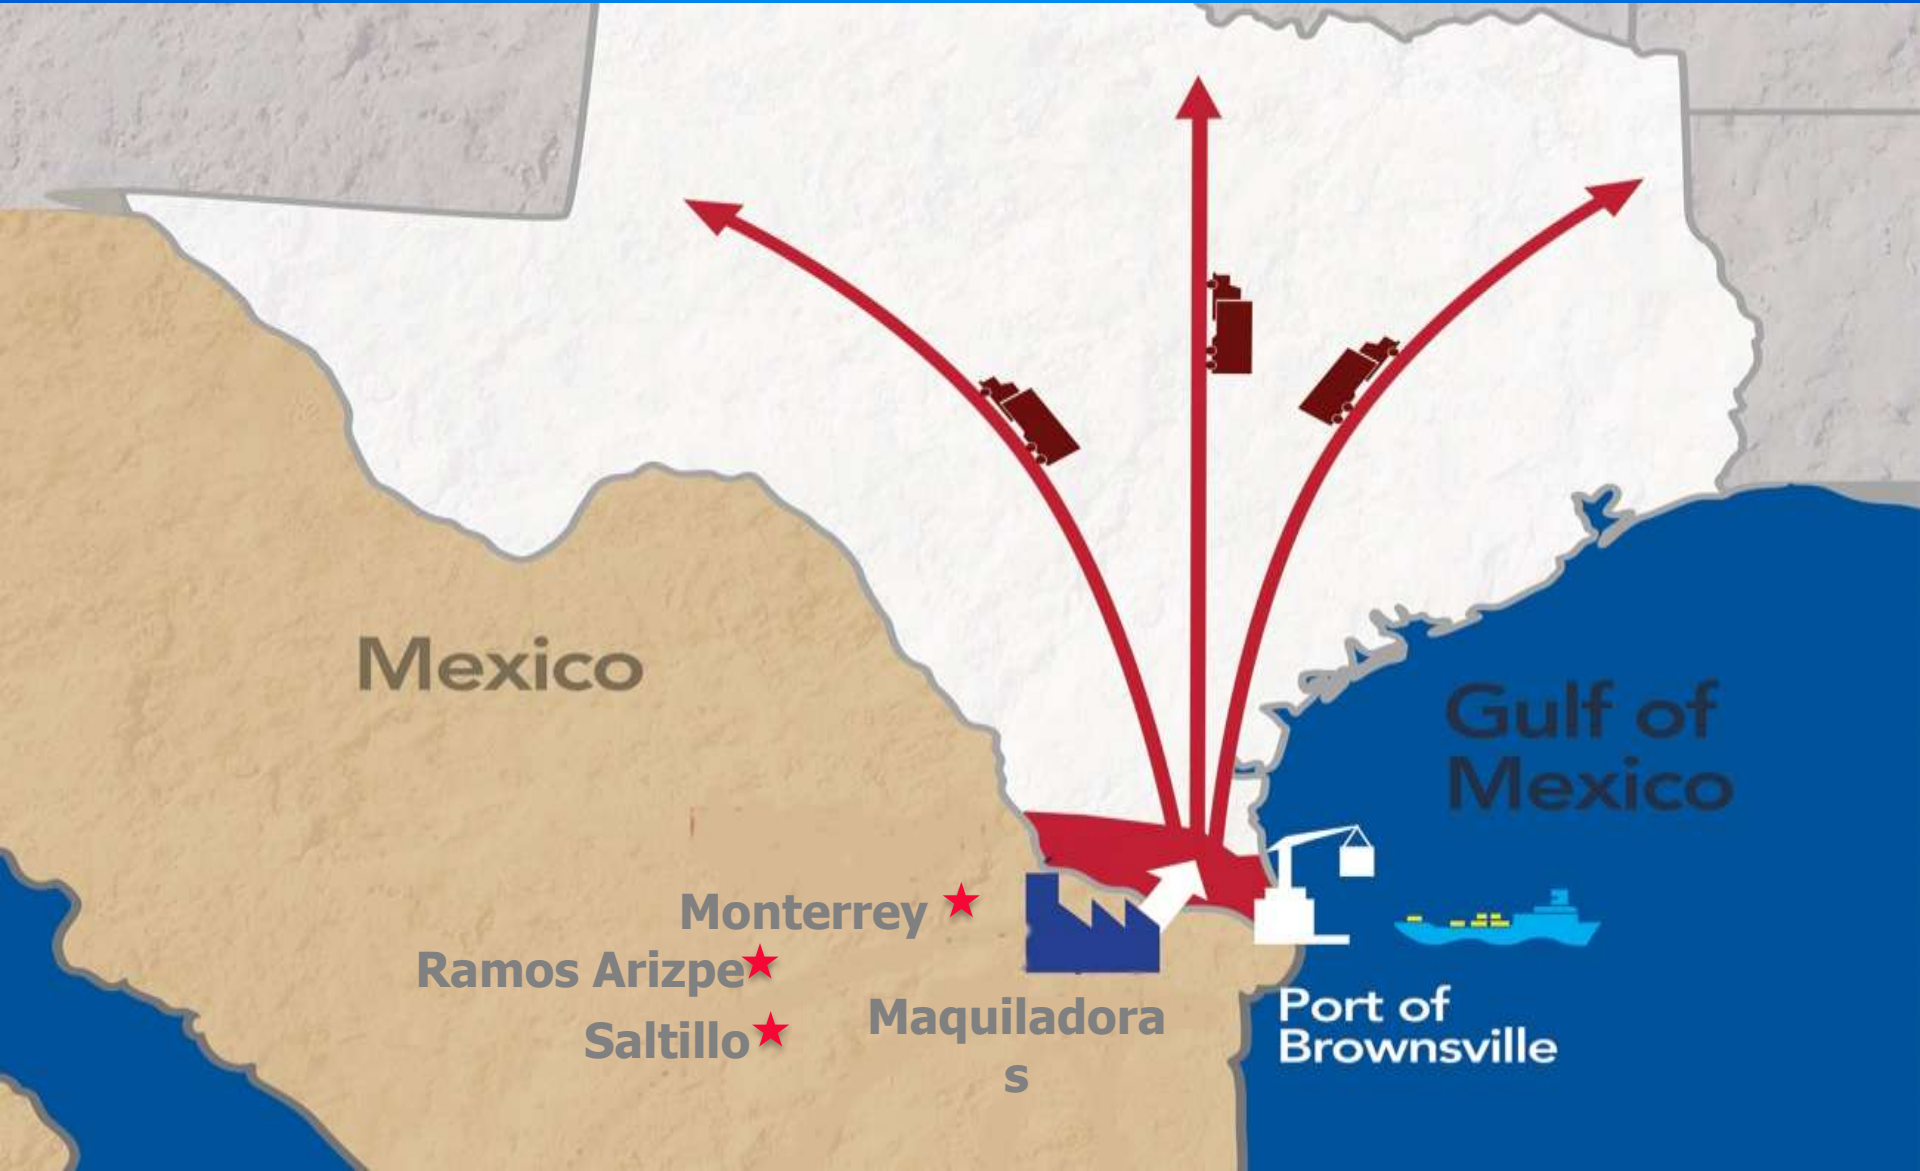 Mexico
Gulf of
Mexico
Monterrey
Ramos Arizpe
Saltillo
Maquiladora
s
Port of
Brownsville